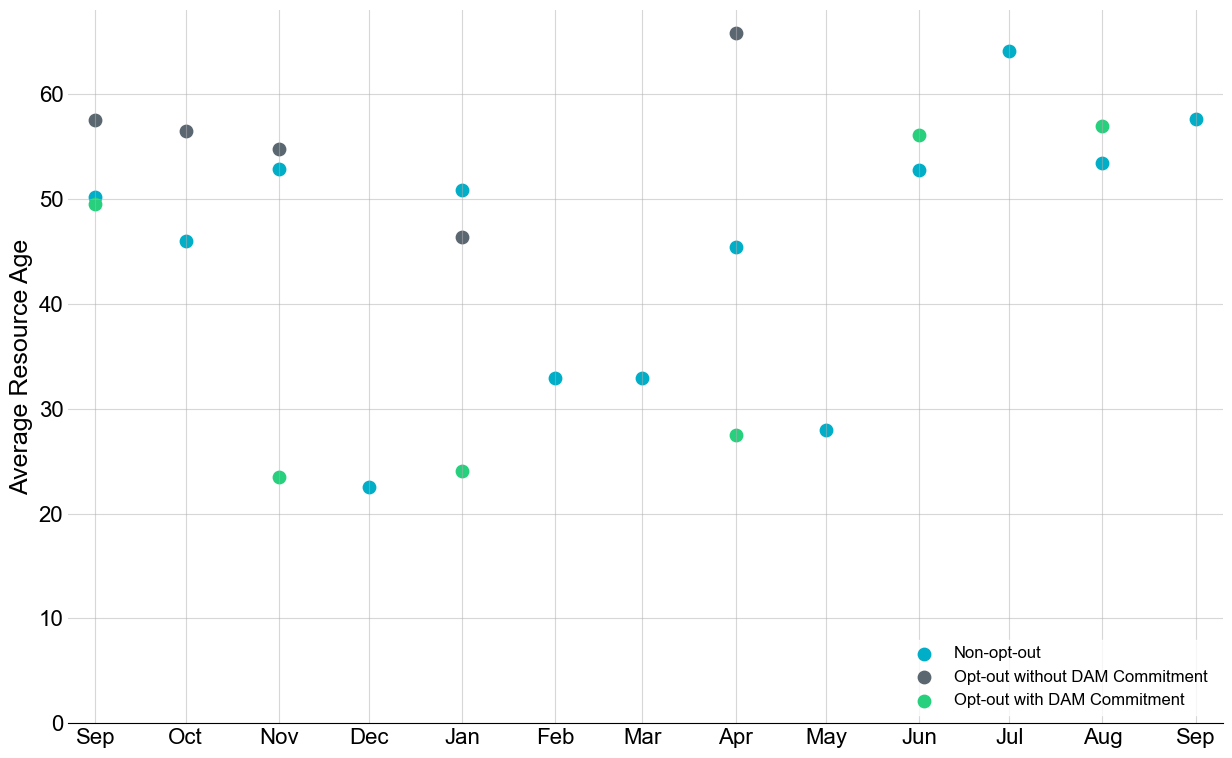 Average Resource Age
60
50
40
30
20
10
0
Sep Oct Nov Dec Jan Feb Mar Apr May Jun Jul Aug Sep
Non-opt-out
Opt-out without DAM Commitment
Opt-out with DAM Commitment